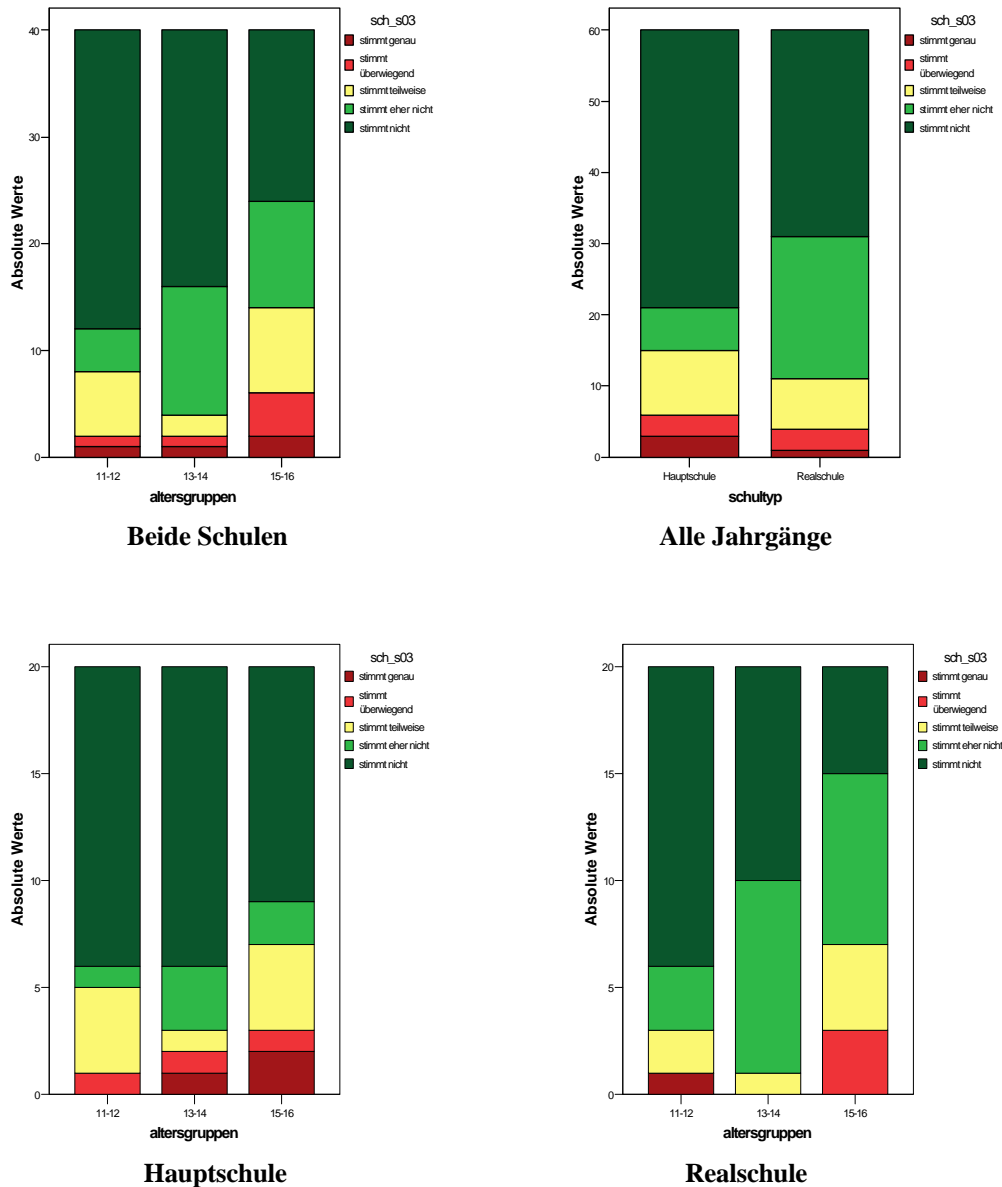 sch_s03
stimmt genau
stimmt
überwiegend
stimmt teilweise
stimmt eher nicht
stimmt nicht
40
30
20
10
0
Absolute Werte
11-12
13-14
15-16
altersgruppen
Beide Schulen
sch_s03
stimmt genau
stimmt
überwiegend
stimmt teilweise
stimmt eher nicht
stimmt nicht
60
50
40
30
20
10
0
Absolute Werte
Hauptschule
Realschule
schultyp
Alle Jahrgänge
sch_s03
stimmt genau
stimmt
überwiegend
stimmt teilweise
stimmt eher nicht
stimmt nicht
20
15
10
5
0
Absolute Werte
11-12
13-14
15-16
altersgruppen
Hauptschule
sch_s03
stimmt genau
stimmt
überwiegend
stimmt teilweise
stimmt eher nicht
stimmt nicht
20
15
10
5
0
Absolute Werte
11-12
13-14
15-16
altersgruppen
Realschule